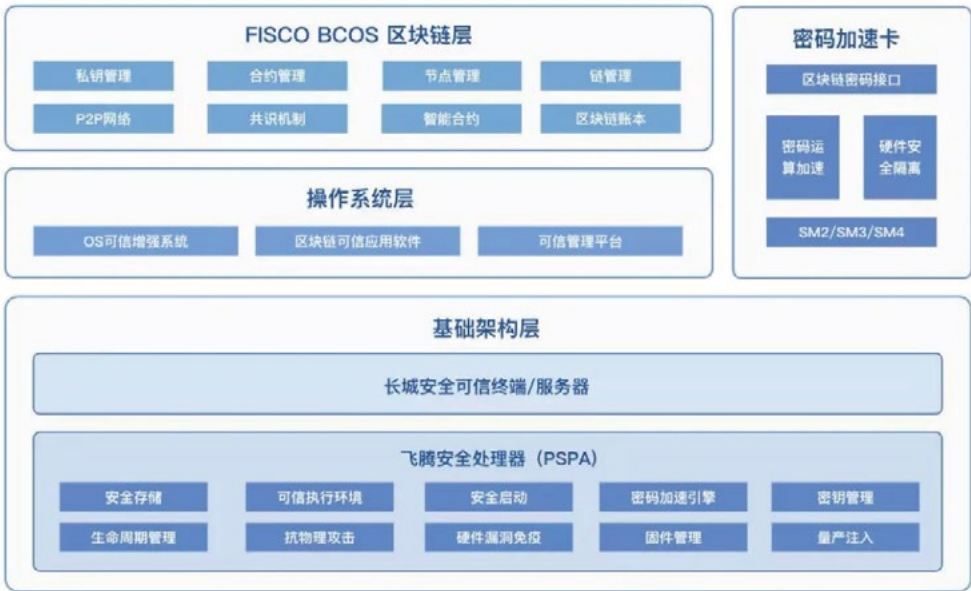 FISCO BCOS 区块链层
私钥管理
合约管理
节点管理
链管理
P2P网络
共识机制
智能合约
区块链账本
操作系统层
OS可信增强系统
区块链可信应用软件
可信管理平台
密码加速卡
区块链密码接口
密码运
算加速
硬件安
全隔离
SM2/SM3/SM4
基础架构层
长城安全可信终端/服务器
飞腾安全处理器（PSPA）
安全存储
可信执行环境
安全启动
密码加速引擎
密钥管理
生命周期管理
抗物理攻击
硬件漏洞免疫
固件管理
量产注入